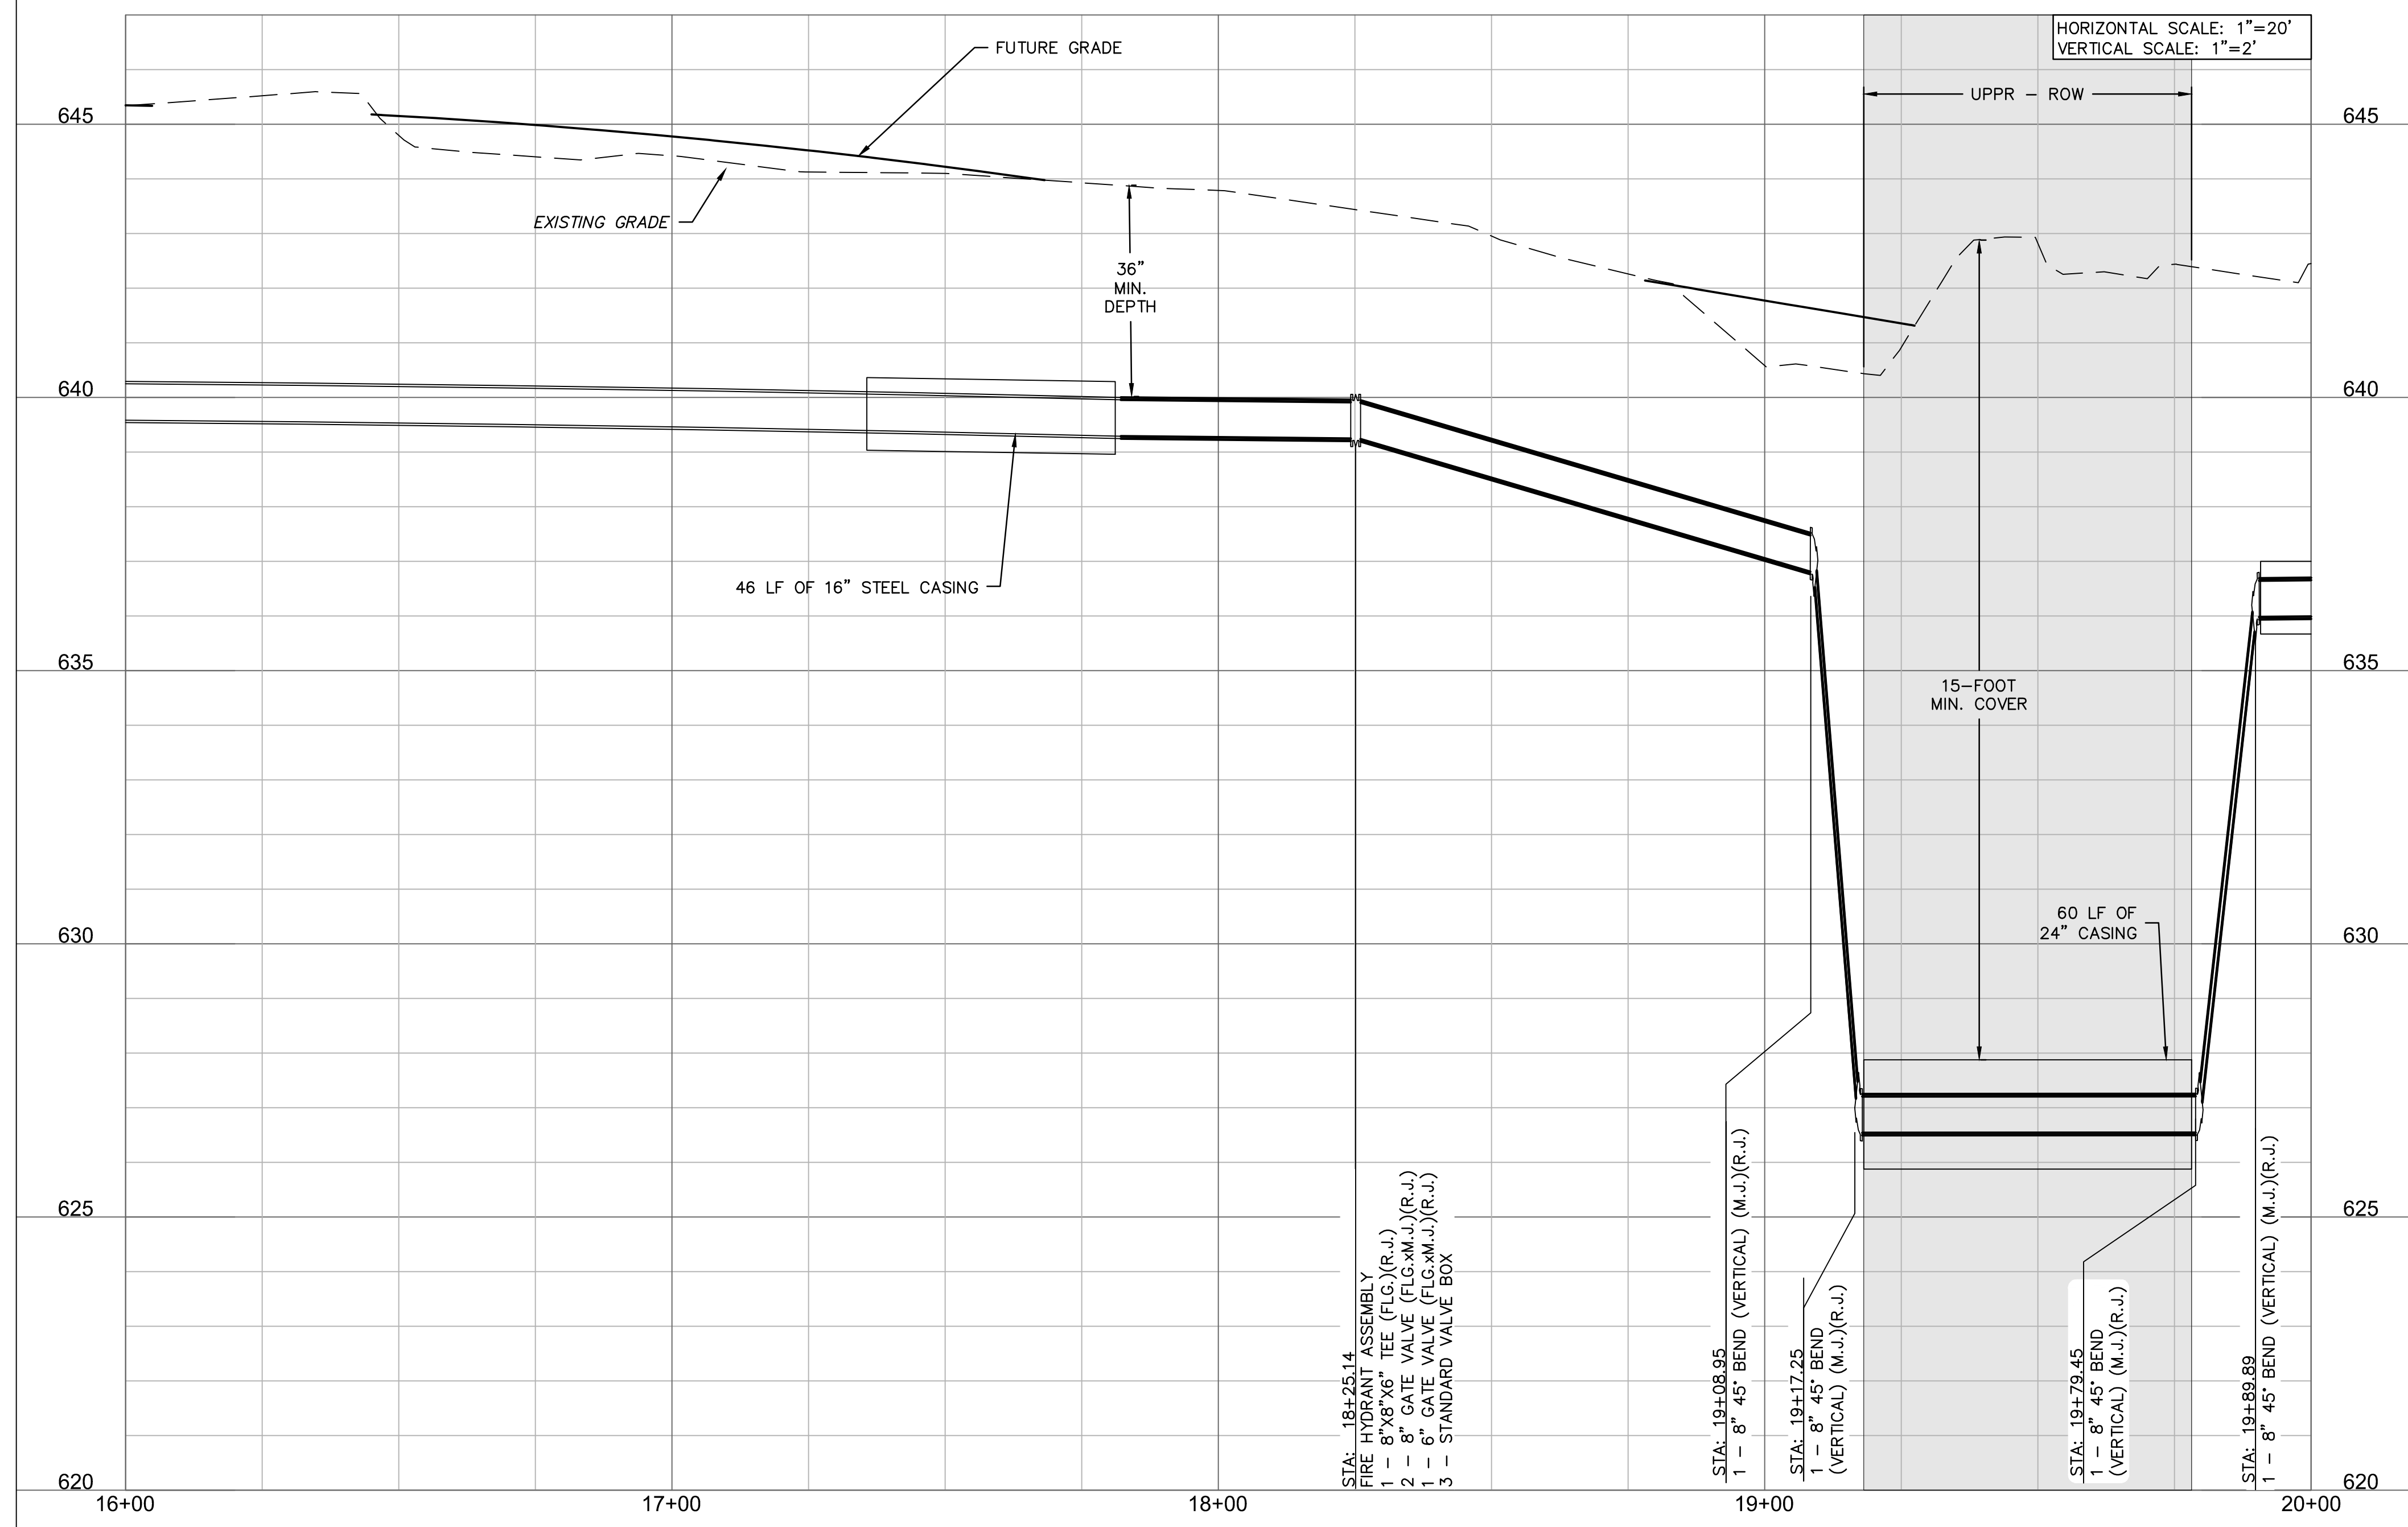 HORIZONTAL SCALE: 1"=20'
VERTICAL SCALE: 1"=2'
FUTURE GRADE
UPPR – ROW
645
645
EXISTING GRADE
36"
MIN.
DEPTH
640
640
46 LF OF 16" STEEL CASING
635
635
15–FOOT
MIN. COVER
60 LF OF
24" CASING
630
630
625
625
STA: 18+25.14
FIRE HYDRANT ASSEMBLY
1 – 8"X8"X6" TEE (FLG.)(R.J.)
2 – 8" GATE VALVE (FLG.xM.J.)(R.J.)
1 – 6" GATE VALVE (FLG.xM.J.)(R.J.)
3 – STANDARD VALVE BOX
STA: 19+08.95
1 – 8" 45° BEND (VERTICAL) (M.J.)(R.J.)
STA: 19+17.25
1 – 8" 45° BEND
(VERTICAL) (M.J.)(R.J.)
STA: 19+79.45
1 – 8" 45° BEND
(VERTICAL) (M.J.)(R.J.)
STA: 19+89.89
1 – 8" 45° BEND (VERTICAL) (M.J.)(R.J.)
620
620
16+00
17+00
18+00
19+00
20+00